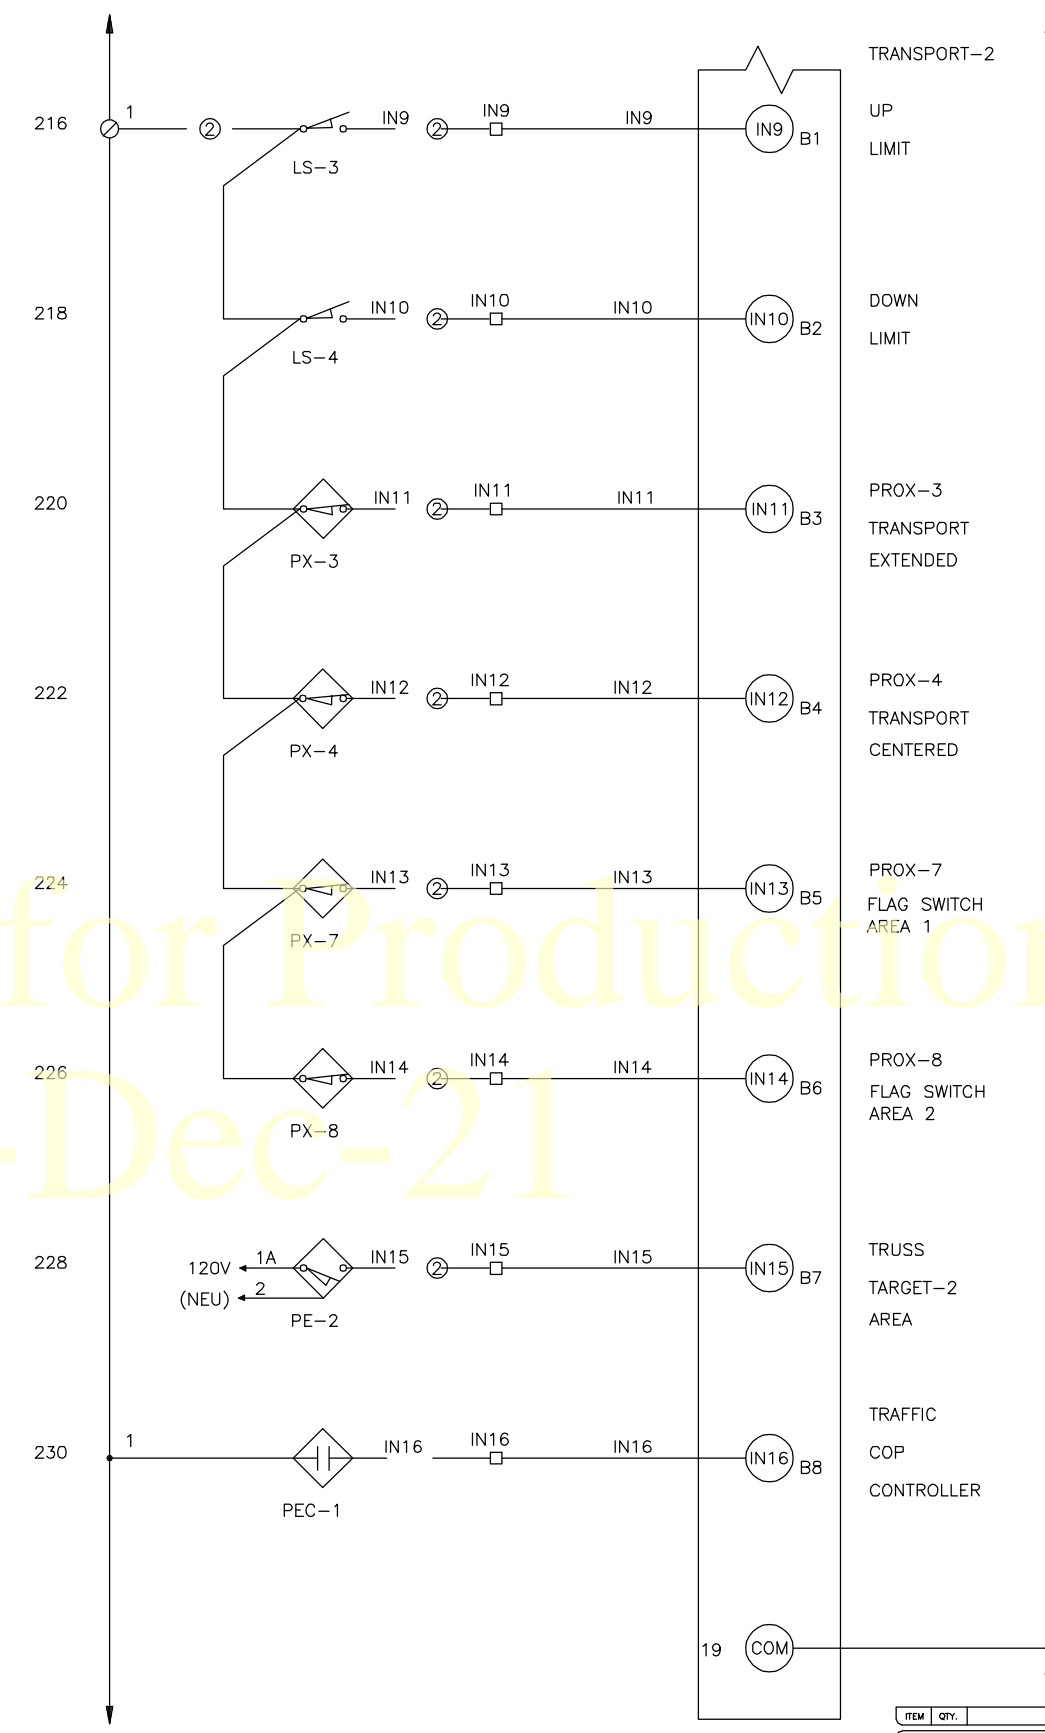 TRANSPORT-2
216 1 2 IN9 2 IN9 IN9 IN9 B1 UP
LS-3 LIMIT
218 IN10 2 IN10 IN10 IN10 B2 DOWN
LS-4 LIMIT
220 IN11 2 IN11 IN11 IN11 B3 PROX-3
TRANSPORT
PX-3 EXTENDED
222 IN12 2 IN12 IN12 IN12 B4 PROX-4
TRANSPORT
PX-4 CENTERED
224 IN13 2 IN13 IN13 IN13 B5 PROX-7
FLAG SWITCH
PX-7 AREA 1
for Production
226 IN14 2 IN14 IN14 IN14 B6 PROX-8
FLAG SWITCH
PX-8 AREA 2
-Dec-21
228 120V 1A IN15 2 IN15 IN15 IN15 B7 TRUSS
(NEU) 2 TARGET-2
PE-2 AREA
TRAFFIC
230 1 IN16 IN16 IN16 IN16 B8 COP
PEC-1 CONTROLLER
19 COM
ITEM QTY.